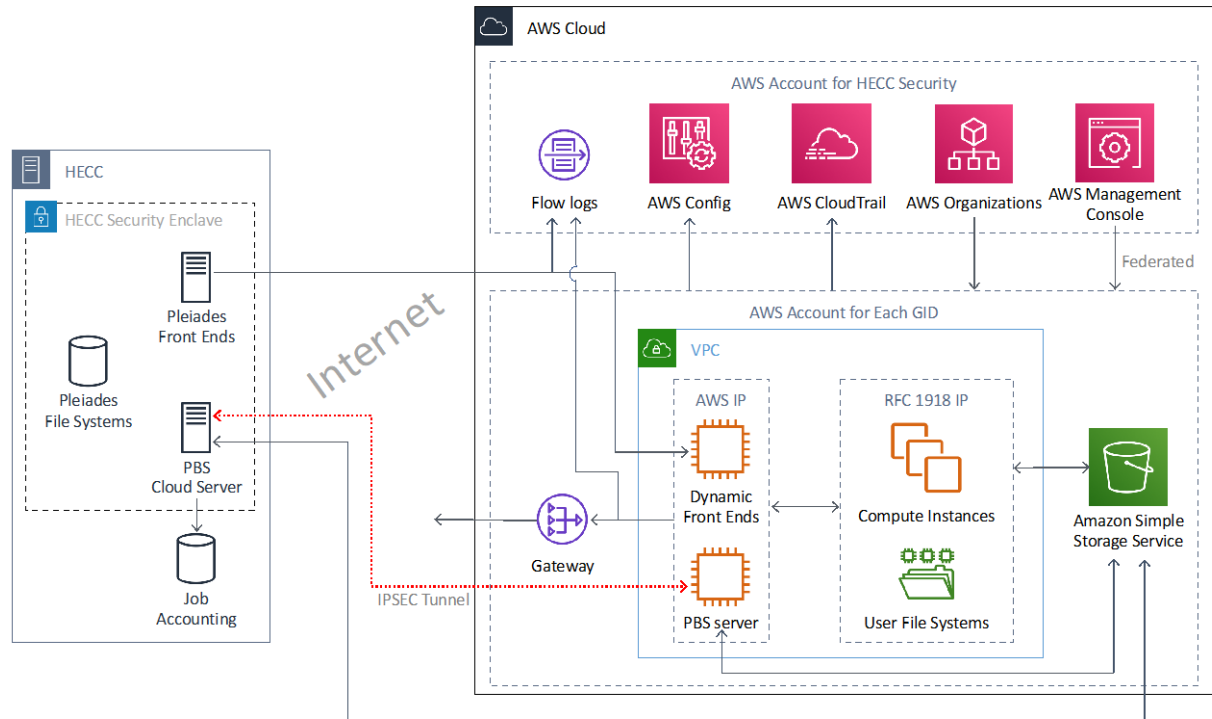 AWS Cloud
AWS Account for HECC Security
Flow logs
AWS Config
AWS CloudTrail
AWS Organizations
AWS Management
Console
Federated
HECC
HECC Security Enclave
Pleiades
Front Ends
Pleiades
File Systems
PBS
Cloud Server
Job
Accounting
Internet
AWS Account for Each GID
VPC
AWS IP
Dynamic
Front Ends
PBS server
RFC 1918 IP
Compute Instances
User File Systems
Amazon Simple
Storage Service
Gateway
IPSEC Tunnel